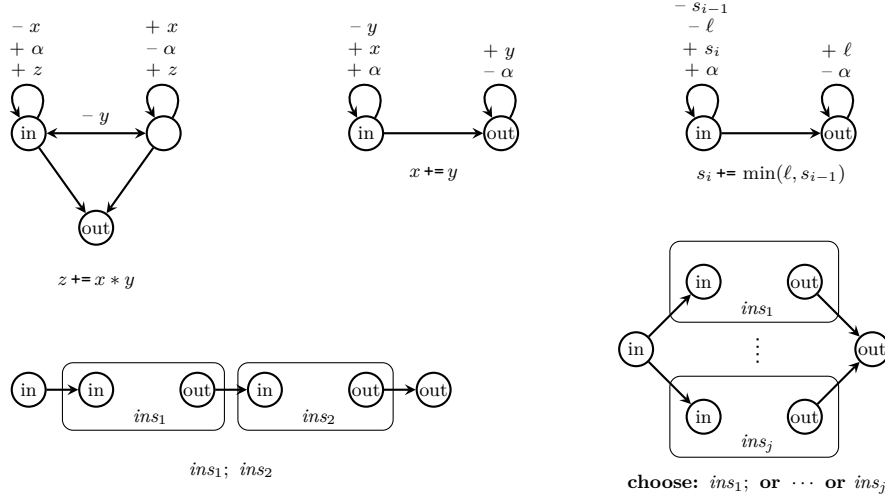 − x
+ α
+ z
+ x
− α
+ z
in
− y
out
z += x ∗ y
− y
+ x
+ α
+ y
− α
in
out
x += y
− s_{i−1}
− ℓ
+ s_i
+ α
+ ℓ
− α
in
out
s_i += min(ℓ, s_{i−1})
in
in
out
in
out
out
ins_1
ins_2
ins_1; ins_2
in
in
out
ins_1
⋮
out
in
out
ins_j
choose: ins_1; or ⋯ or ins_j